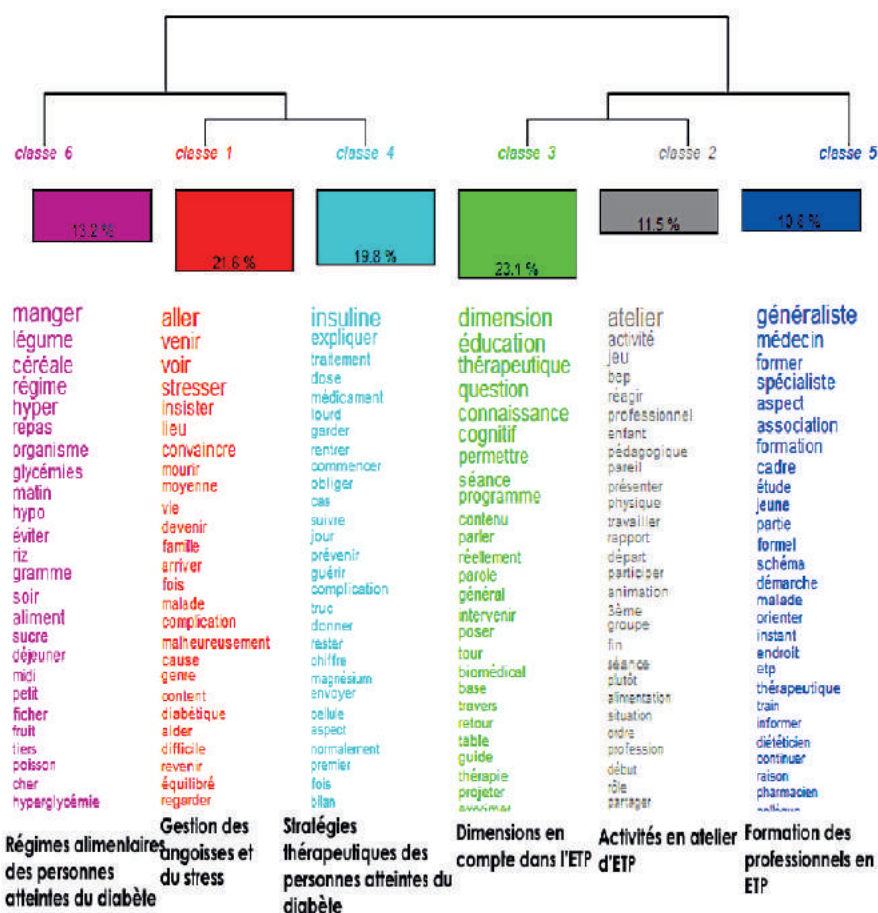 classe 6
classe 1
classe 4
classe 3
classe 2
classe 5
13.2 %
21.6 %
19.8 %
23.1 %
11.5 %
10.8 %
manger
légume
céréale
régime
hyper
repas
organisme
glycémies
matin
hypo
éviter
riz
gramme
soir
aliment
sucre
déjeuner
midi
petit
ficher
fruit
tiers
poisson
cher
hyperglycémie
Régimes alimentaires
des personnes
atteintes du diabèle
aller
venir
voir
stresser
insister
lieu
convaincre
mourir
moyenne
vie
devenir
famille
arriver
fois
malade
complication
malheureusement
cause
genre
content
diabétique
aider
difficile
revenir
équilibré
regarder
Gestion des
angoisses et
du stress
insuline
expliquer
traitement
dose
médicament
lourd
garder
rentrer
commencer
obliger
cas
suivre
jour
prévenir
guérir
complication
truc
donner
rester
chiffre
magnésium
envoyer
cellule
aspect
normalement
premier
fois
bilan
Stralégies
thérapeutiques des
personnes atteintes du
diabèle
dimension
éducation
thérapeutique
question
connaissance
cognitif
permettre
séance
programme
contenu
parler
réellement
parole
général
intervenir
poser
tour
biomédical
base
travers
retour
table
guide
thérapie
projeter
exprimer
Dimensions en
compte dans l'ETP
atelier
activité
jeu
bep
réagir
professionnel
enfant
pédagogique
pareil
présenter
physique
travailler
rapport
départ
participer
animation
3ème
groupe
fin
séance
plutôt
alimentation
situation
ordre
profession
début
rôle
partager
Activités en atelier
d'ETP
généraliste
médecin
former
spécialiste
aspect
association
formation
cadre
étude
jeune
partie
formel
schéma
démarche
malade
orienter
instant
endroit
etp
thérapeutique
train
informer
diététicien
continuer
raison
pharmacien
collègue
Formation des
professionnels en
ETP